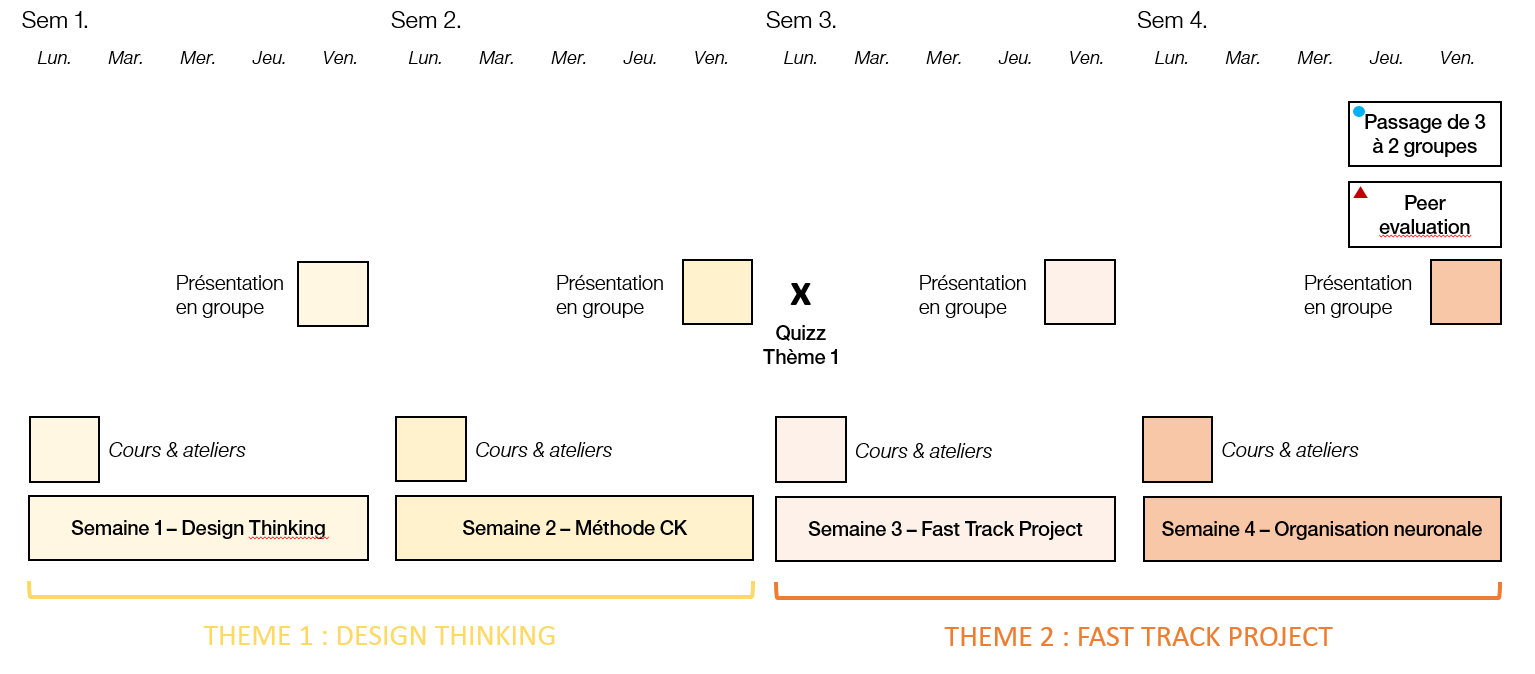 Sem 1.
Sem 2.
Sem 3.
Sem 4.
Lun. Mar. Mer. Jeu. Ven.
Lun. Mar. Mer. Jeu. Ven.
Lun. Mar. Mer. Jeu. Ven.
Lun. Mar. Mer. Jeu. Ven.
Passage de 3
à 2 groupes
Peer
evaluation
Présentation
en groupe
Présentation
en groupe
X
Quizz
Thème 1
Présentation
en groupe
Présentation
en groupe
Cours & ateliers
Cours & ateliers
Cours & ateliers
Cours & ateliers
Semaine 1 – Design Thinking
Semaine 2 – Méthode CK
Semaine 3 – Fast Track Project
Semaine 4 – Organisation neuronale
THEME 1 : DESIGN THINKING
THEME 2 : FAST TRACK PROJECT